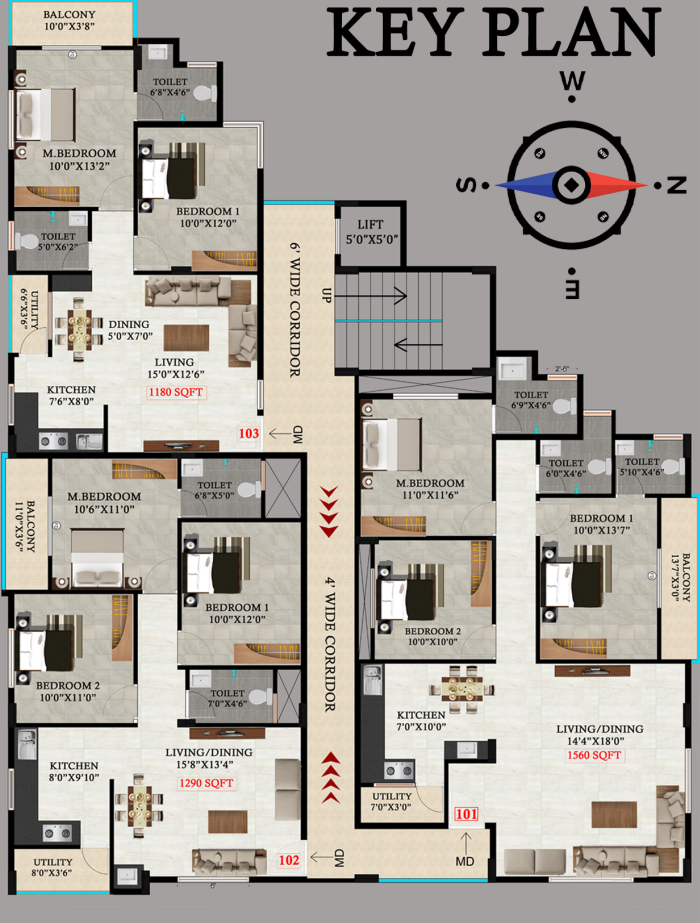 KEY PLAN
W
S
N
E
BALCONY
10'0"X3'8"
TOILET
6'8"X4'6"
M.BEDROOM
10'0"X13'2"
BEDROOM 1
10'0"X12'0"
TOILET
5'0"X6'2"
UTILITY
6'6"X3'6"
DINING
5'0"X7'0"
LIVING
15'0"X12'6"
1180 SQFT
KITCHEN
7'6"X8'0"
103
MD
6' WIDE CORRIDOR
LIFT
5'0"X5'0"
UP
TOILET
6'9"X4'6"
2'-6"
M.BEDROOM
11'0"X11'6"
TOILET
6'0"X4'6"
TOILET
5'10"X4'6"
BEDROOM 1
10'0"X13'7"
BALCONY
13'7"X3'0"
BEDROOM 2
10'0"X10'0"
KITCHEN
7'0"X10'0"
LIVING/DINING
14'4"X18'0"
1560 SQFT
UTILITY
7'0"X3'0"
101
MD
BALCONY
11'0"X3'6"
M.BEDROOM
10'6"X11'0"
TOILET
6'8"X5'0"
BEDROOM 1
10'0"X12'0"
4' WIDE CORRIDOR
BEDROOM 2
10'0"X11'0"
TOILET
7'0"X4'6"
KITCHEN
8'0"X9'10"
LIVING/DINING
15'8"X13'4"
1290 SQFT
UTILITY
8'0"X3'6"
102
MD
6'